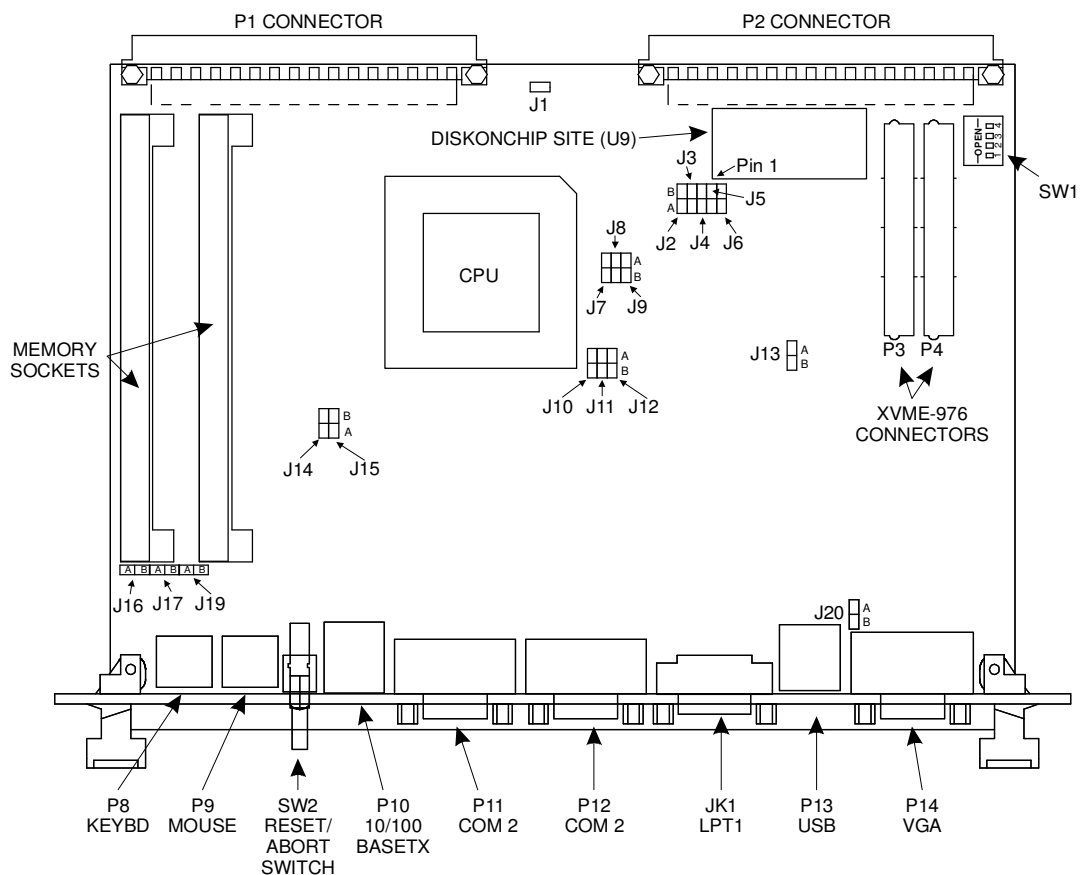 P1 CONNECTOR
P2 CONNECTOR
J1
DISKONCHIP SITE (U9)
OPEN
1 2 3 4
SW1
J3
Pin 1
B
A
J5
J2
J4
J6
J8
A
B
J7
J9
CPU
MEMORY
SOCKETS
J13
A
B
P3
P4
XVME-976
CONNECTORS
A
B
J10
J11
J12
B
A
J14
J15
A B A B A B
J16
J17
J19
J20
A
B
P8
KEYBD
P9
MOUSE
SW2
RESET/
ABORT
SWITCH
P10
10/100
BASETX
P11
COM 2
P12
COM 2
JK1
LPT1
P13
USB
P14
VGA